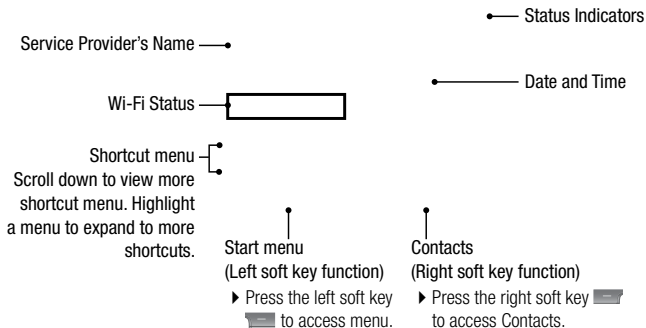 Status Indicators
Service Provider's Name
Date and Time
Wi-Fi Status
Shortcut menu
Scroll down to view more
shortcut menu. Highlight
a menu to expand to more
shortcuts.
Start menu
(Left soft key function)
Press the left soft key
to access menu.
Contacts
(Right soft key function)
Press the right soft key
to access Contacts.